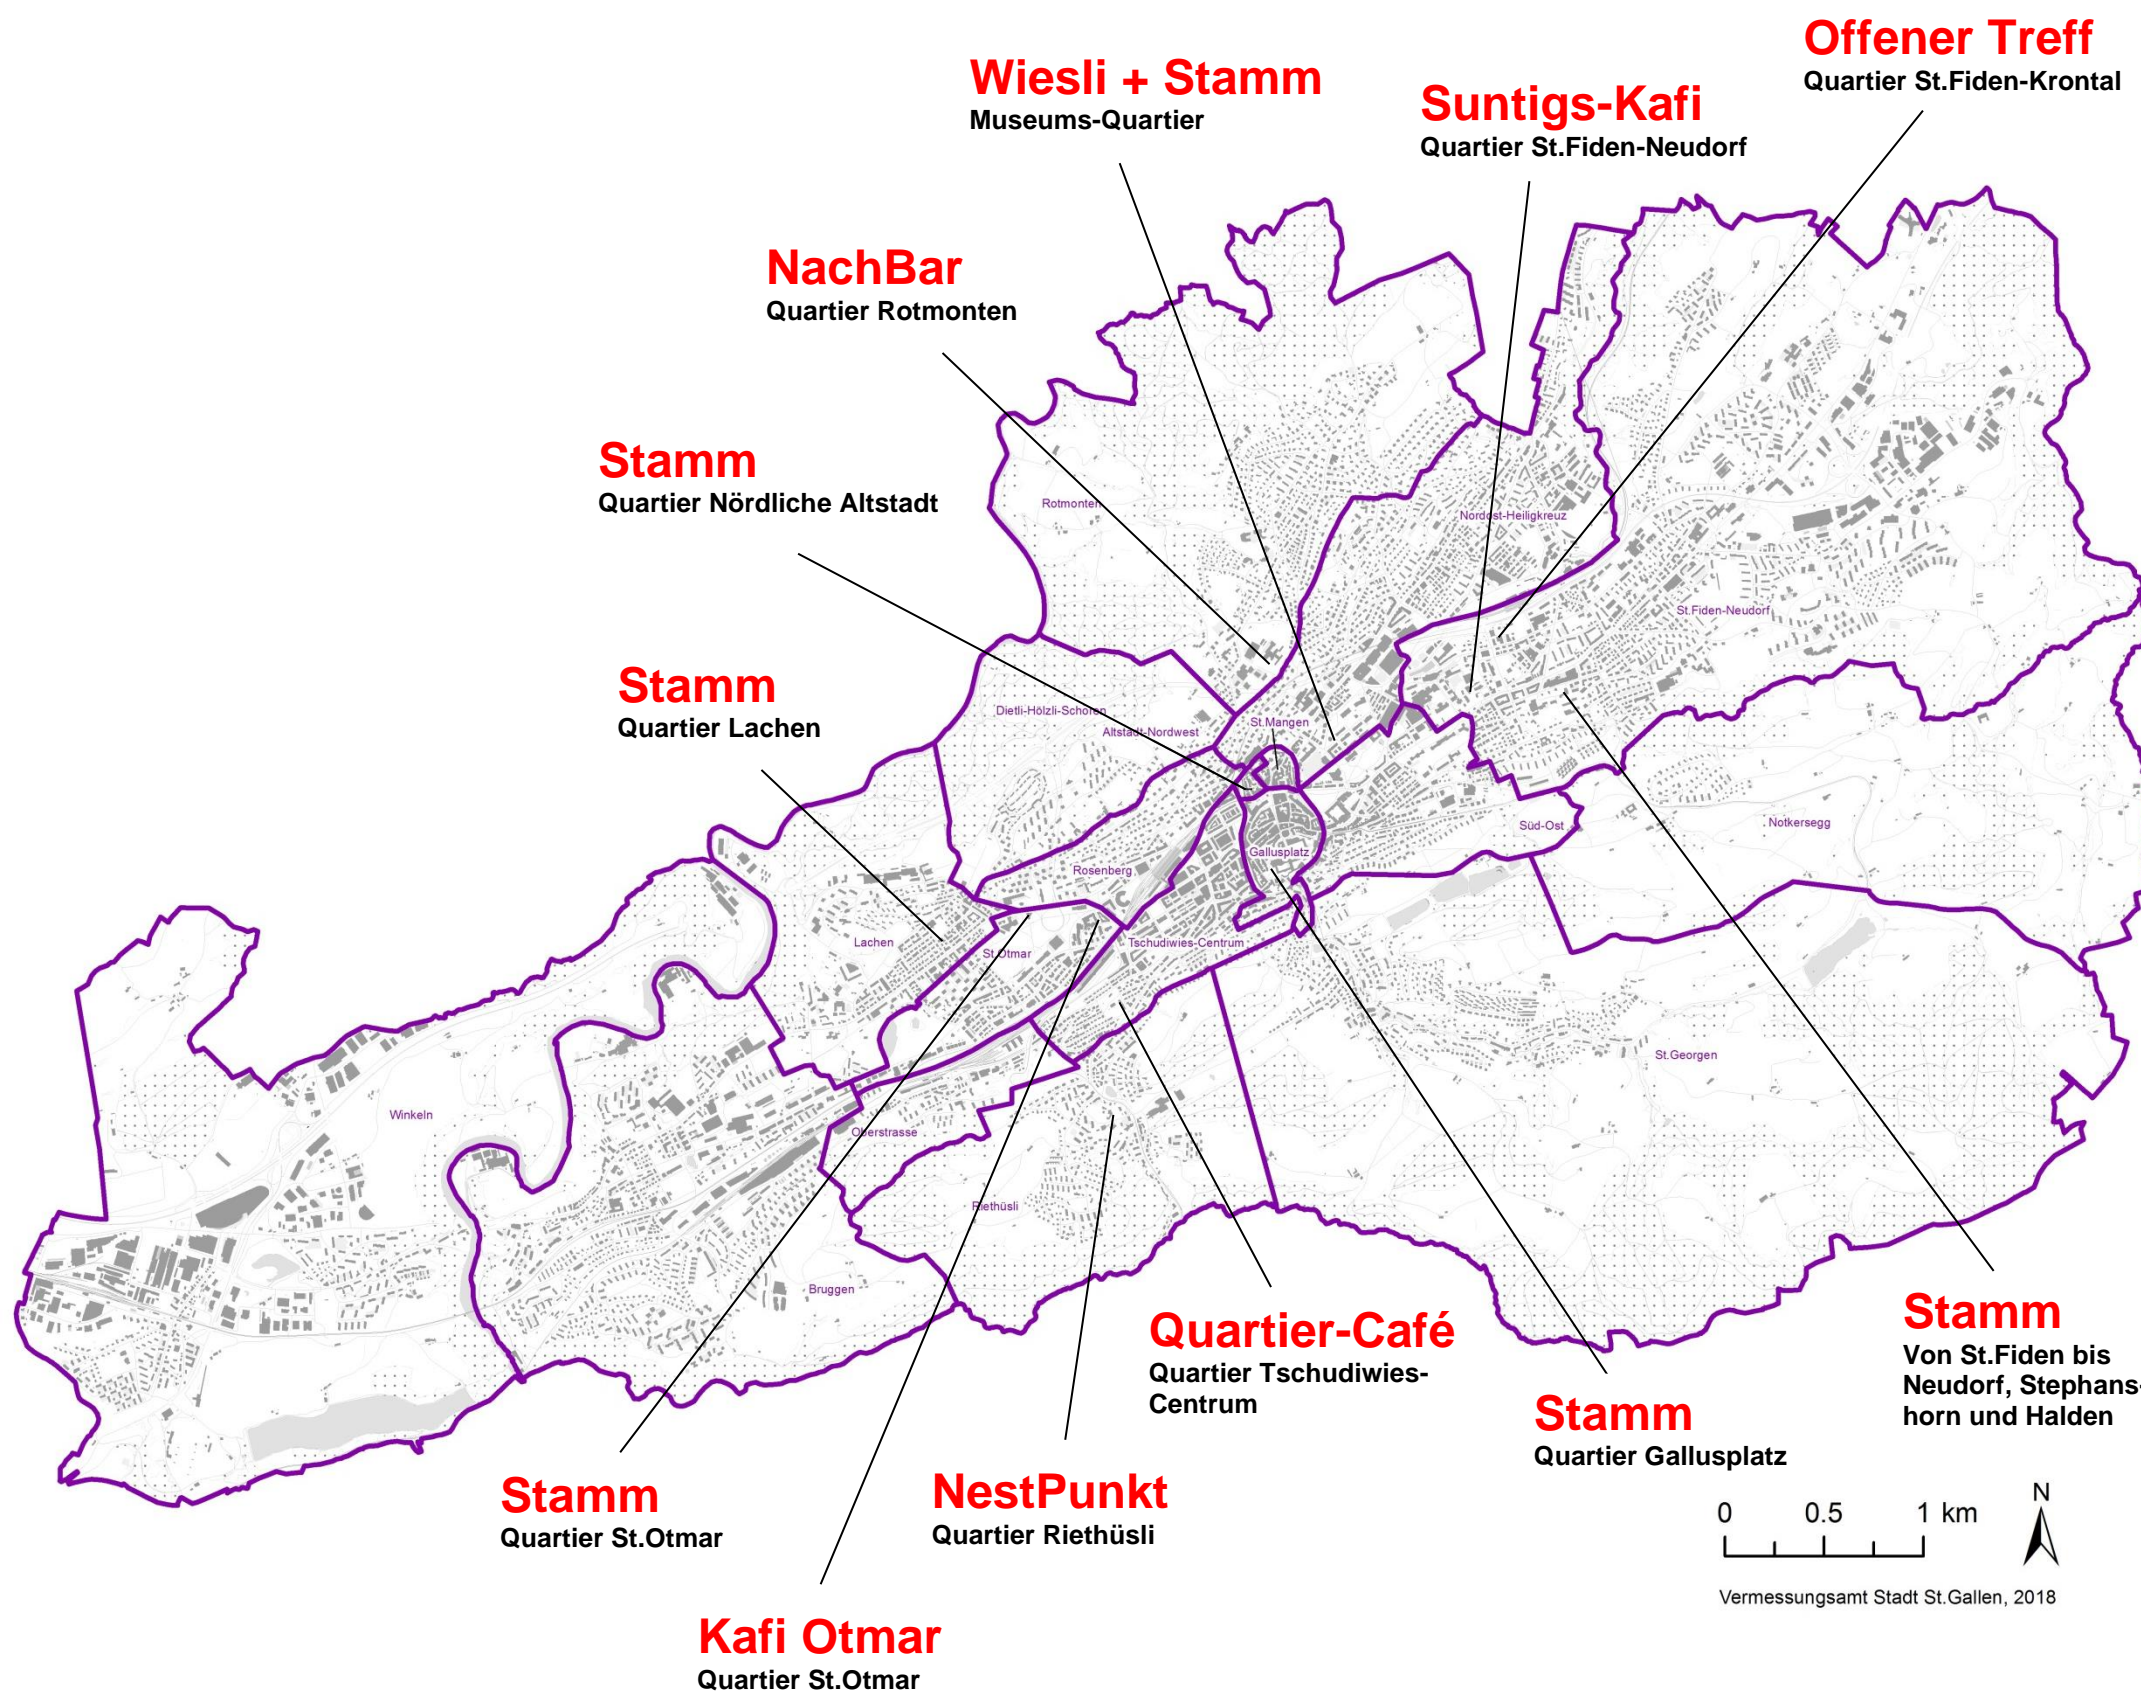 Offener Treff
Quartier St.Fiden-Krontal
Wiesli + Stamm
Museums-Quartier
Suntigs-Kafi
Quartier St.Fiden-Neudorf
NachBar
Quartier Rotmonten
Stamm
Quartier Nördliche Altstadt
Rotmonten
Nordost-Heiligkreuz
St.Fiden-Neudorf
Stamm
Quartier Lachen
Dietli-Hölzli-Schoren
St.Mangen
Altstadt-Nordwest
Süd-Ost
Notkersegg
Gallusplatz
Rosenberg
Lachen
St.Otmar
Tschudiwies-Centrum
St.Georgen
Winkeln
Oberstrasse
Riethüsli
Bruggen
Quartier-Café
Quartier Tschudiwies-
Centrum
Stamm
Von St.Fiden bis
Neudorf, Stephans-
horn und Halden
Stamm
Quartier Gallusplatz
Stamm
Quartier St.Otmar
NestPunkt
Quartier Riethüsli
N
0 0.5 1 km
Vermessungsamt Stadt St.Gallen, 2018
Kafi Otmar
Quartier St.Otmar